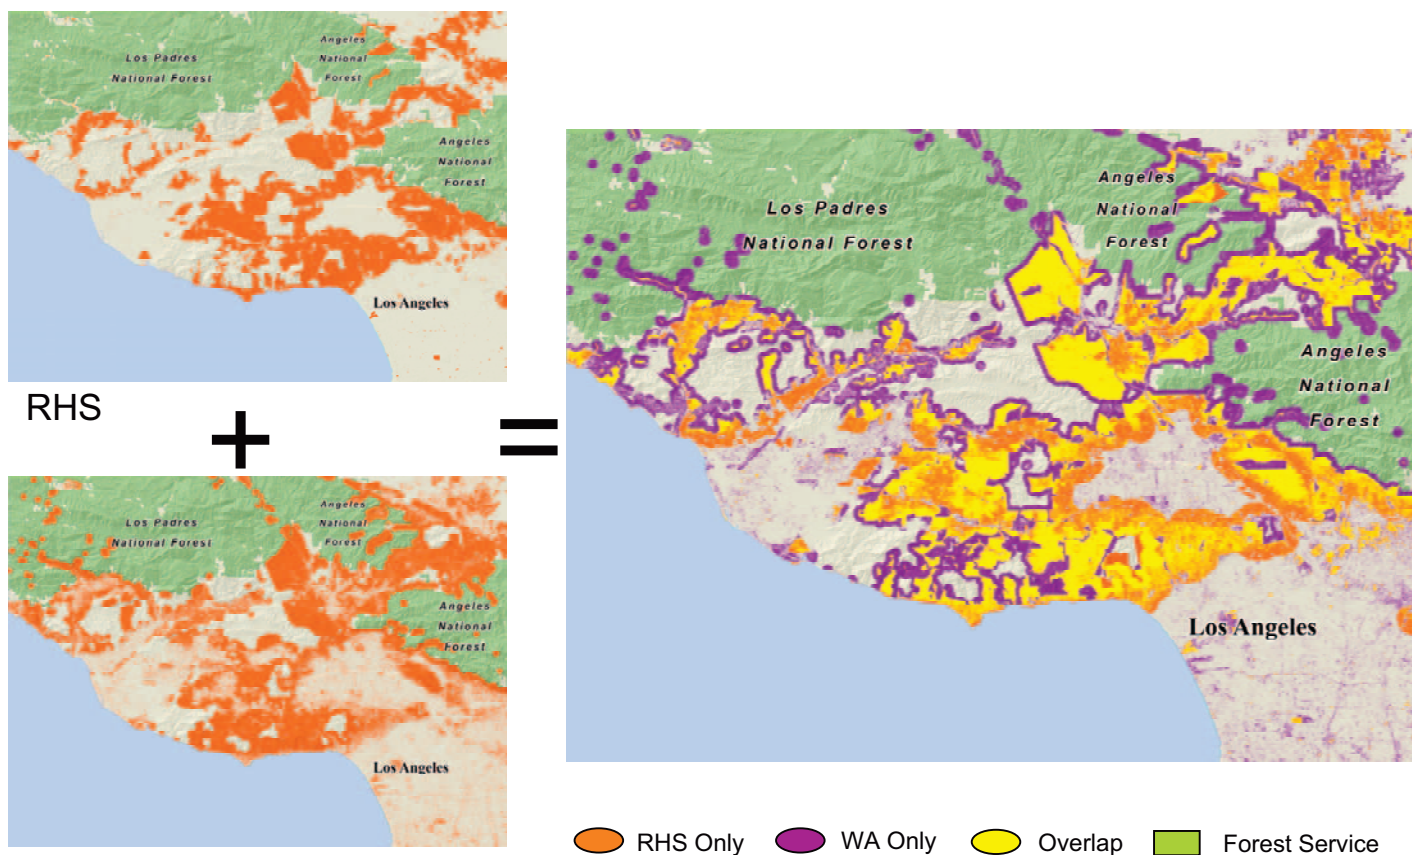 Los Padres
National Forest
Angeles
National
Forest
Angeles
National
Forest
Los Angeles
RHS
+
=
Los Padres
National Forest
Angeles
National
Forest
Angeles
National
Forest
Los Angeles
Los Padres
National Forest
Angeles
National
Forest
Angeles
National
Forest
Los Angeles
RHS Only
WA Only
Overlap
Forest Service